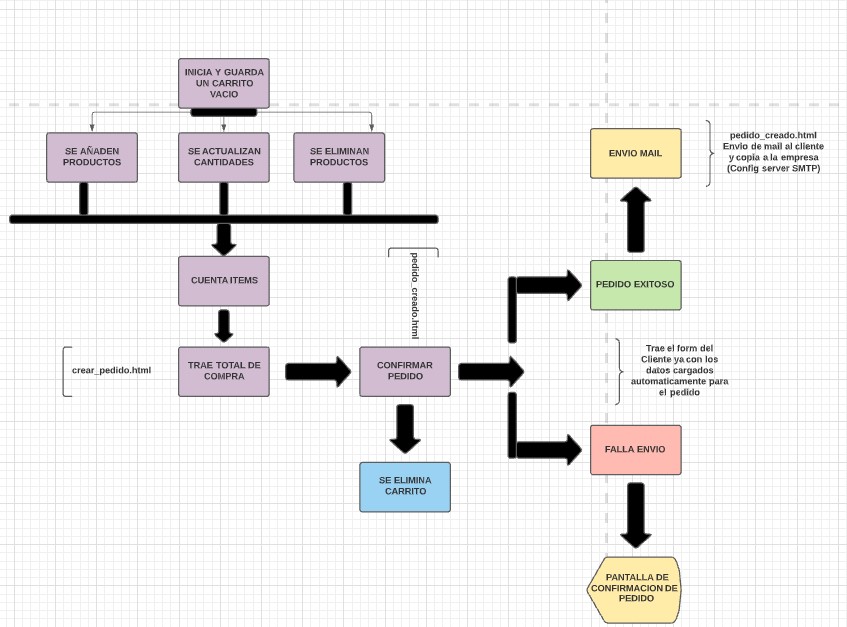 INICIA Y GUARDA
UN CARRITO
VACIO
SE AÑADEN
PRODUCTOS
SE ACTUALIZAN
CANTIDADES
SE ELIMINAN
PRODUCTOS
ENVIO MAIL
pedido_creado.html
Envio de mail al cliente
y copia a la empresa
(Config server SMTP)
CUENTA ITEMS
pedido_creado.html
PEDIDO EXITOSO
crear_pedido.html
TRAE TOTAL DE
COMPRA
CONFIRMAR
PEDIDO
Trae el form del
Cliente ya con los
datos cargados
automaticamente para
el pedido
FALLA ENVIO
SE ELIMINA
CARRITO
PANTALLA DE
CONFIRMACION DE
PEDIDO